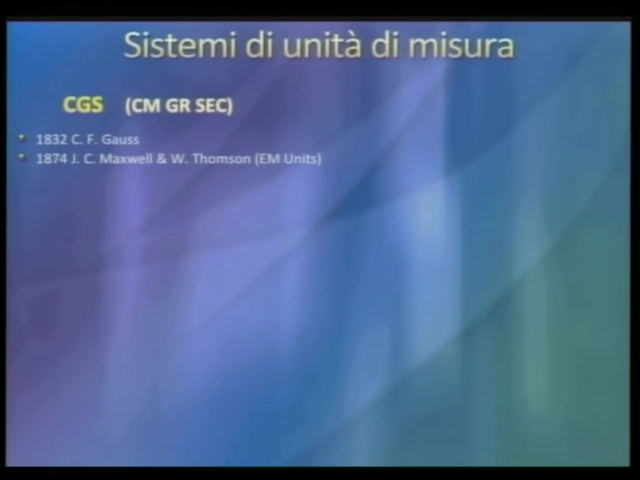 Sistemi di unità di misura
CGS (CM GR SEC)
1832 C. F. Gauss
1874 J. C. Maxwell & W. Thomson (EM Units)